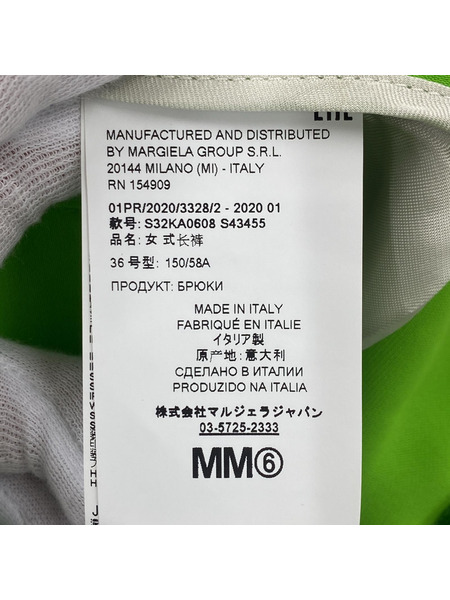 MANUFACTURED AND DISTRIBUTED
BY MARGIELA GROUP S.R.L.
20144 MILANO (MI) - ITALY
RN 154909
01PR/2020/3328/2 - 2020 01
款号: S32KA0608 S43455
品名: 女 式长裤
36 号型: 150/58A
ПРОДУКТ: БРЮКИ
MADE IN ITALY
FABRIQUÉ EN ITALIE
イタリア製
原产地: 意大利
СДЕЛАНО В ИТАЛИИ
PRODUZIDO NA ITALIA
株式会社マルジェラジャパン
03-5725-2333
MM⑥